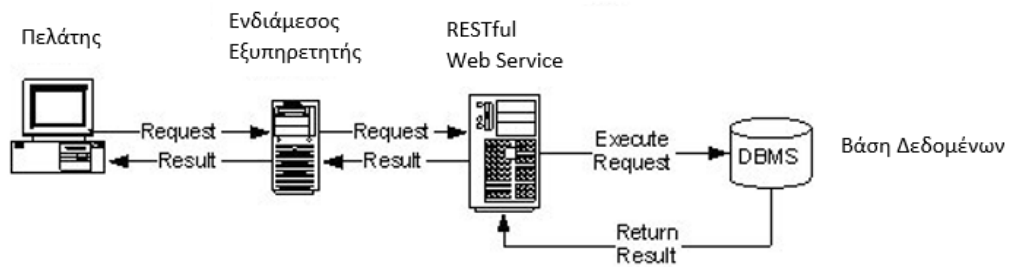 Πελάτης
Ενδιάμεσος
Εξυπηρετητής
RESTful
Web Service
Request
Result
Request
Result
Execute
Request
DBMS
Βάση Δεδομένων
Return
Result